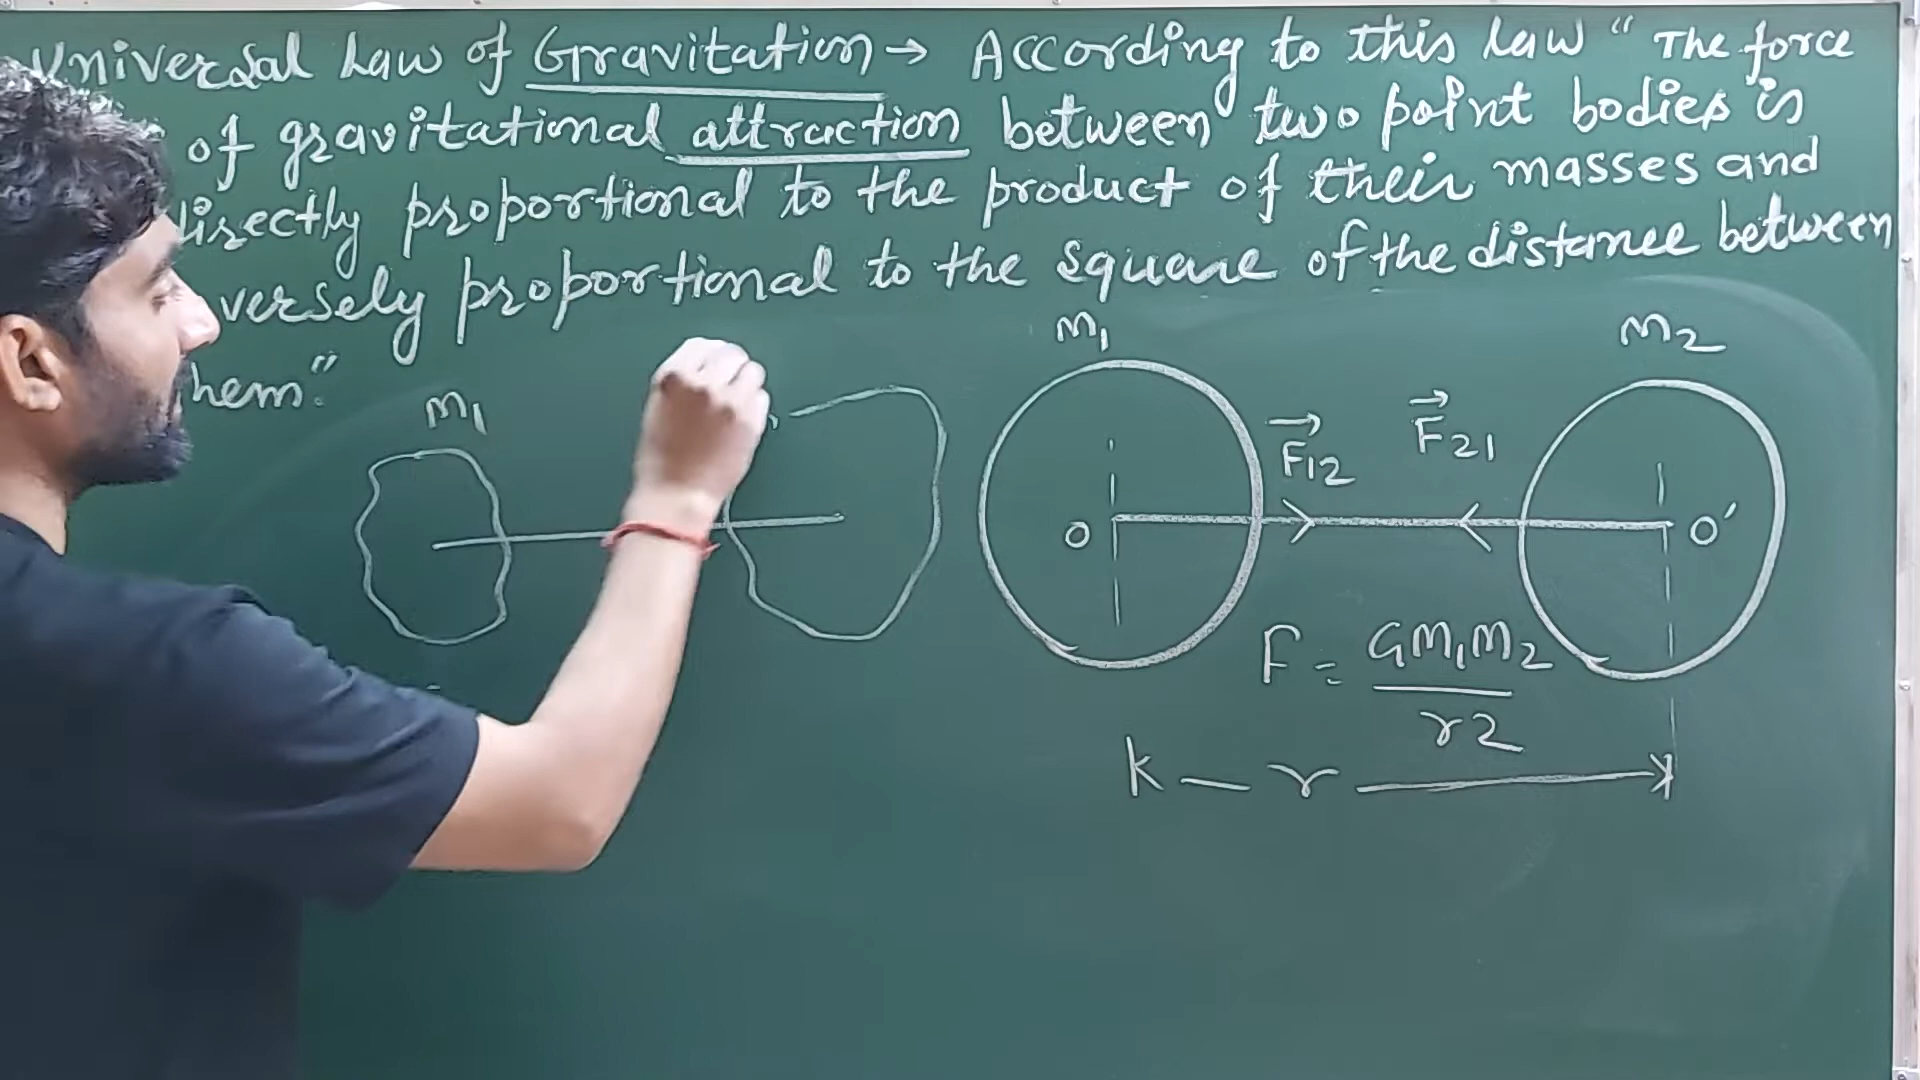 Universal Law of Gravitation → According to this law “The force
of gravitational attraction between two point bodies is
directly proportional to the product of their masses and
versely proportional to the square of the distance between
hem."
M1
M1
M2
F12
F21
O
O'
F = GM1M2
r2
k — r →